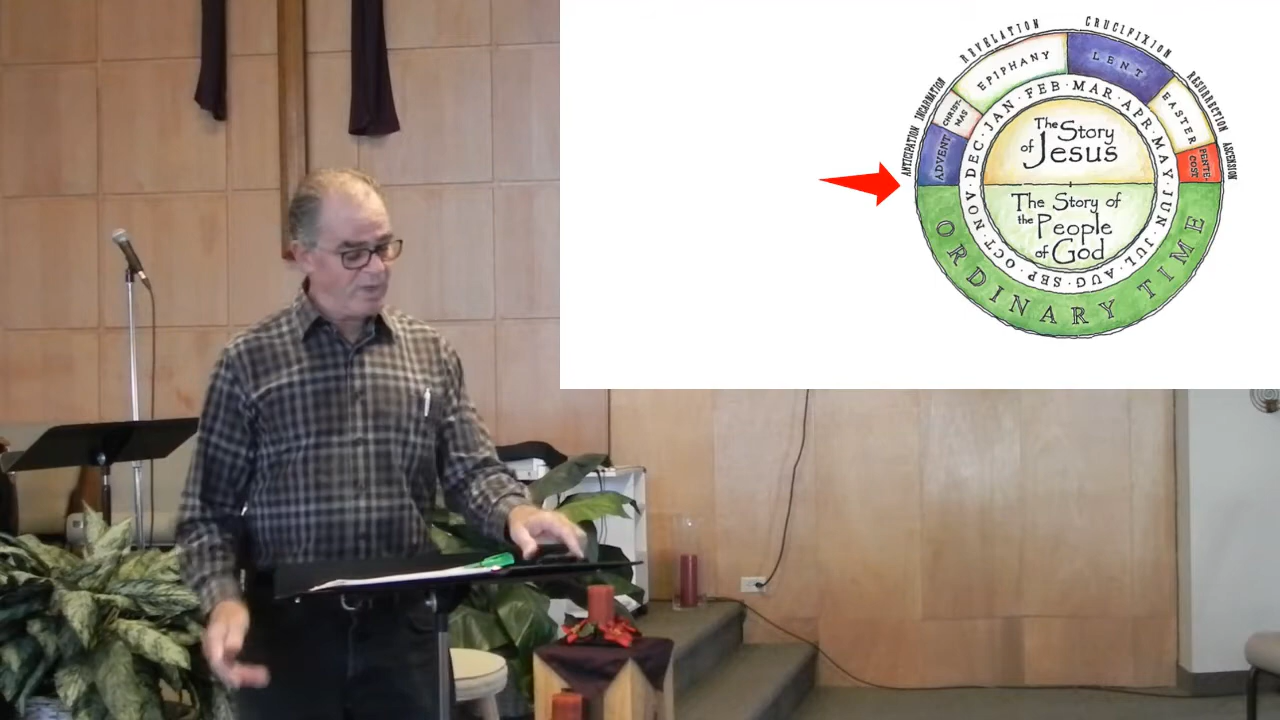 REVELATION
CRUCIFIXION
ANTICIPATION
INCARNATION
RESURRECTION
ASCENSION
EPIPHANY
LENT
CHRIST-
MAS
EASTER
ADVENT
PENTE-
COST
NOV · DEC · JAN · FEB · MAR · APR · MAY · JUN · JUL · AUG · SEP · OCT
The Story
of Jesus
The Story of
the People
of God
ORDINARY TIME